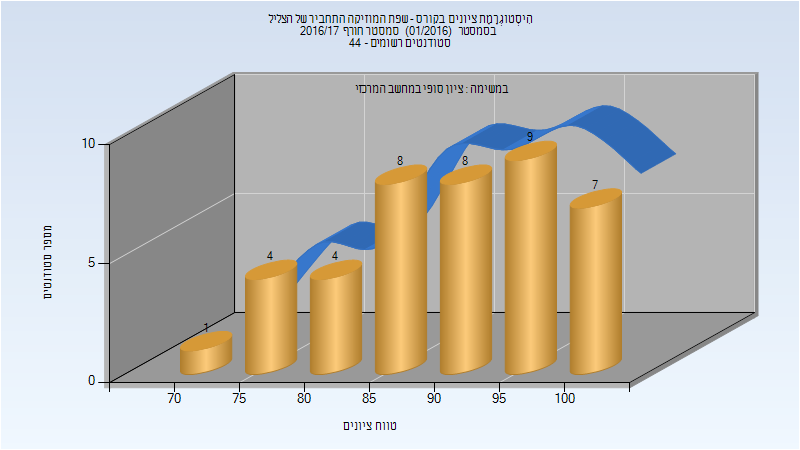 הִיסְטוֹגְרַמַת ציונים בקורס - שפת המוזיקה התחביר של הצליל
בסמסטר (01/2016) סמסטר חורף 2016/17
סטודנטים רשומים - 44
במשימה : ציון סופי במחשב המרכזי
מספר סטודנטים
10
5
0
1
4
4
8
8
9
7
70
75
80
85
90
95
100
טווח ציונים